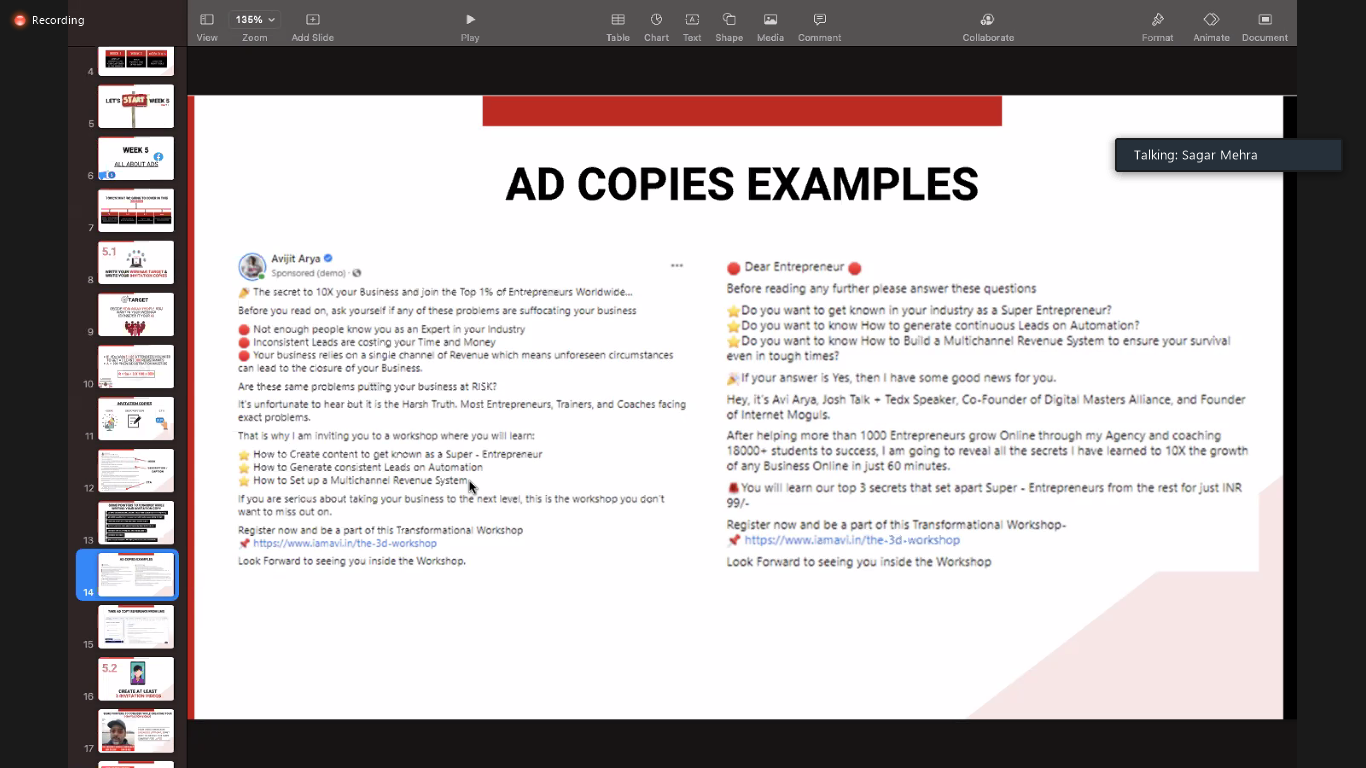 Recording
135%
View
Zoom
Add Slide
Play
Table
Chart
Text
Shape
Media
Comment
Collaborate
Format
Animate
Document
Talking: Sagar Mehra
4
5
LET'S START WEEK 5
6
WEEK 5
ALL ABOUT ADS
7
8
5.1
9
TARGET
10
11
INVITATION COPIES
12
13
14
AD COPIES EXAMPLES
15
16
5.2
CREATE AT LEAST
17
AD COPIES EXAMPLES
Avijit Arya
Sponsored (demo) ·
The secret to 10X your Business and join the Top 1% of Entrepreneurs Worldwide...
Before you read on, ask yourself if any of these problems are suffocating your business
Not enough people know you as an Expert in your Industry
Inconsistent Leads are costing your Time and Money
Your business relies on a single channel of Revenue which means unforeseen circumstances
can lead to the closure of your Business.
Are these same problems putting your business at RISK?
It's unfortunate to hear but it is the Harsh Truth. Most Entrepreneurs, Trainers, and Coaches facing
exact problems.
That is why I am inviting you to a workshop where you will learn:
How to Create content to get known as a Super - Entrepreneur
How to Generate consistent Leads on Automation
How to Set up a Multichannel Revenue System
If you are serious about taking your business to the next level, this is the workshop you don't
want to miss out on.
Register now and be a part of this Transformational Workshop
https://www.iamavi.in/the-3d-workshop
Look Forward to seeing you inside the Workshop.
Dear Entrepreneur
Before reading any further please answer these questions
Do you want to get known in your industry as a Super Entrepreneur?
Do you want to know How to generate continuous Leads on Automation?
Do you want to know How to Build a Multichannel Revenue System to ensure your survival
even in tough times?
If your answer is Yes, then I have some good news for you.
Hey, it's Avi Arya, Josh Talk + Tedx Speaker, Co-Founder of Digital Masters Alliance, and Founder
of Internet Moguls.
After helping more than 1000 Entrepreneurs grow Online through my Agency and coaching
18000+ students to success, I am going to reveal all the secrets I have learned to 10X the growth
of any Business Online in just 60 minutes.
You will learn our top 3 secrets that set apart Super - Entrepreneurs from the rest for just INR
99/-
Register now and be a part of this Transformational Workshop-
https://www.iamavi.in/the-3d-workshop
Look Forward to seeing you inside the Workshop